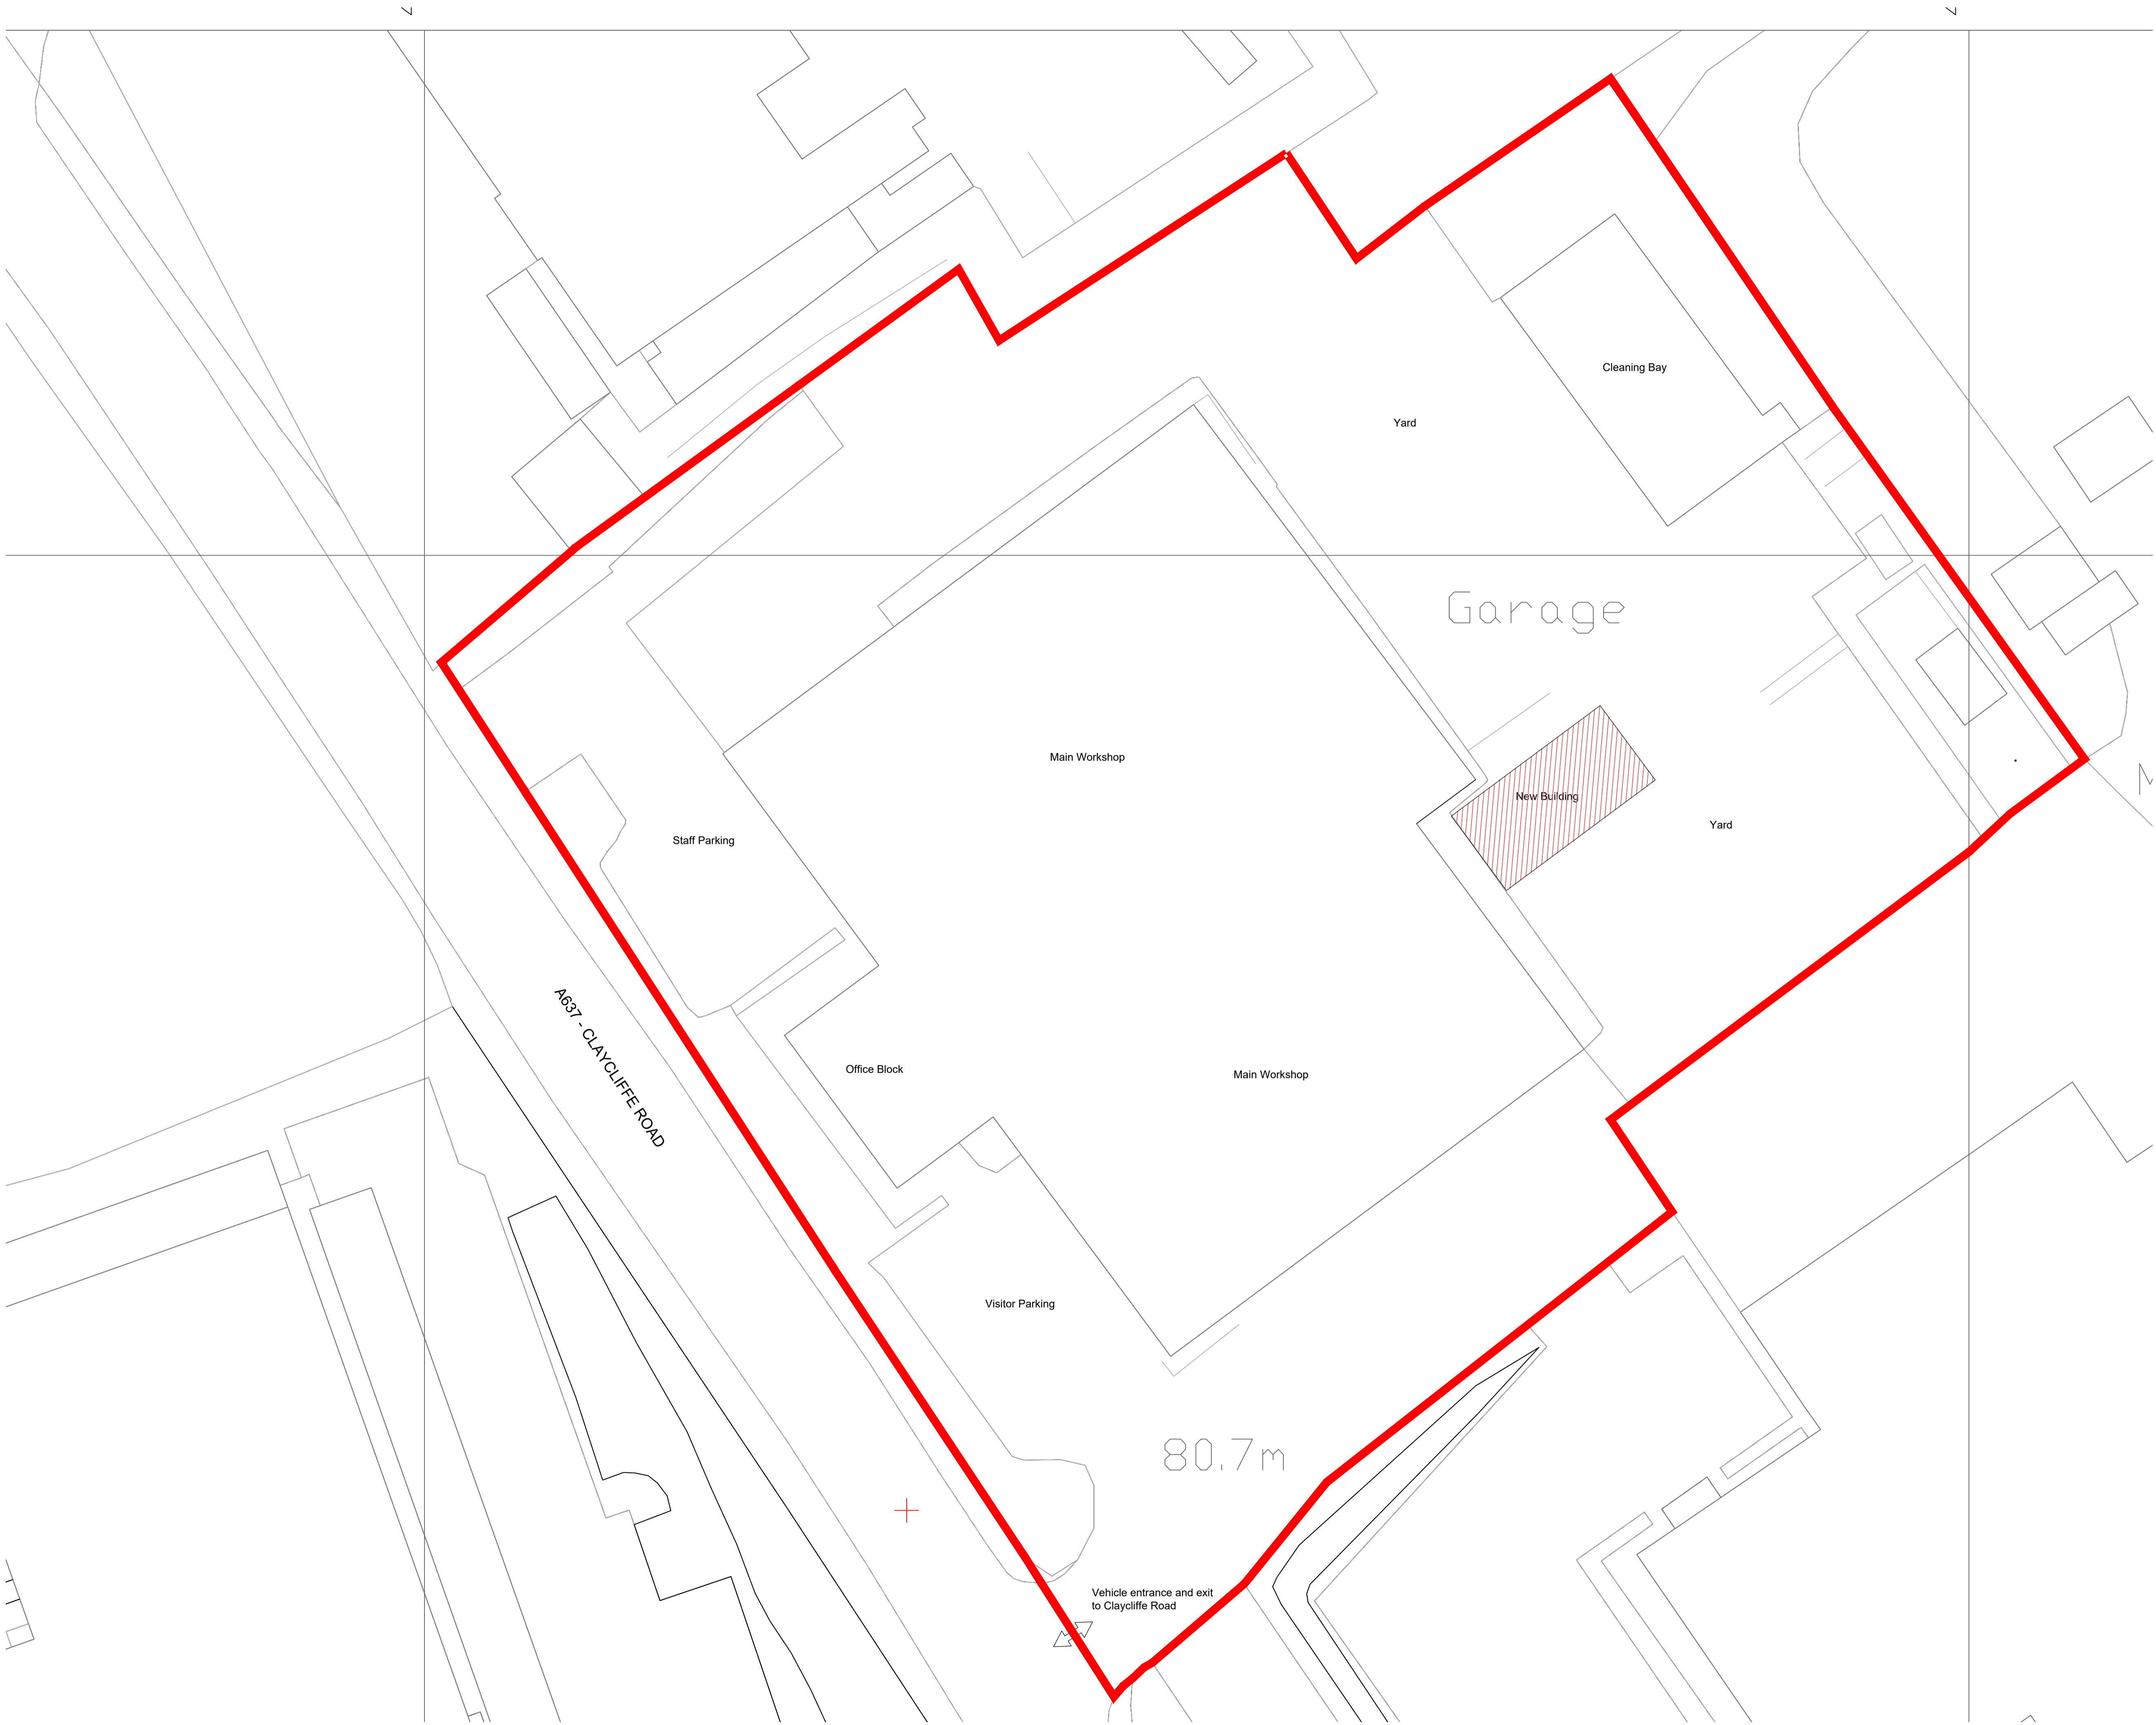 Cleaning Bay
Yard
Garage
Main Workshop
New Building
Yard
Staff Parking
A637 - CLAYCLIFFE ROAD
Office Block
Main Workshop
Visitor Parking
80.7m
Vehicle entrance and exit
to Claycliffe Road